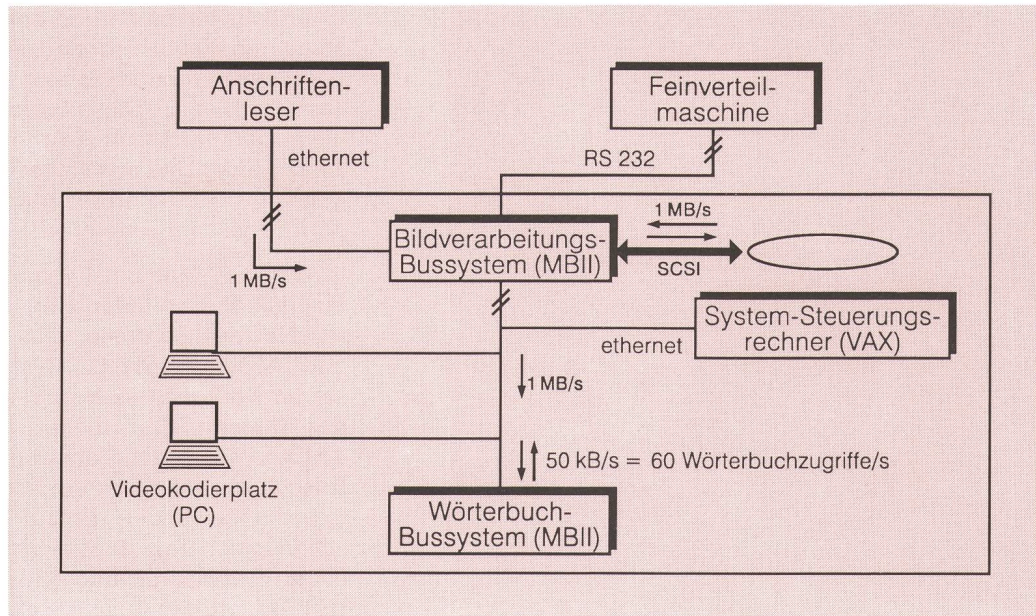 Anschriften-
leser
Feinverteil-
maschine
ethernet
RS 232
1 MB/s
Bildverarbeitungs-
Bussystem (MBII)
1 MB/s
SCSI
System-Steuerungs-
rechner (VAX)
ethernet
1 MB/s
50 kB/s = 60 Wörterbuchzugriffe/s
Videokodierplatz
(PC)
Wörterbuch-
Bussystem (MBII)